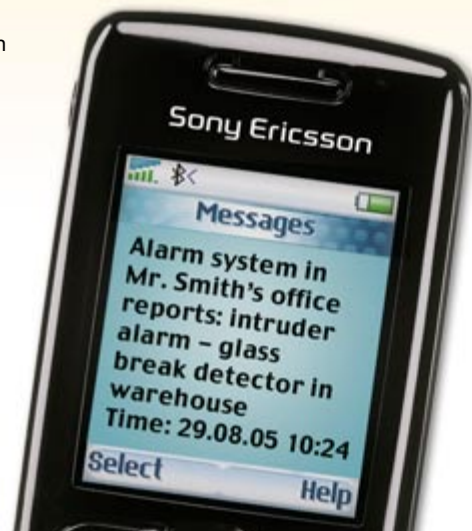 n
Sony Ericsson
Messages
Alarm system in
Mr. Smith's office
reports: intruder
alarm – glass
break detector in
warehouse
Time: 29.08.05 10:24
Select
Help